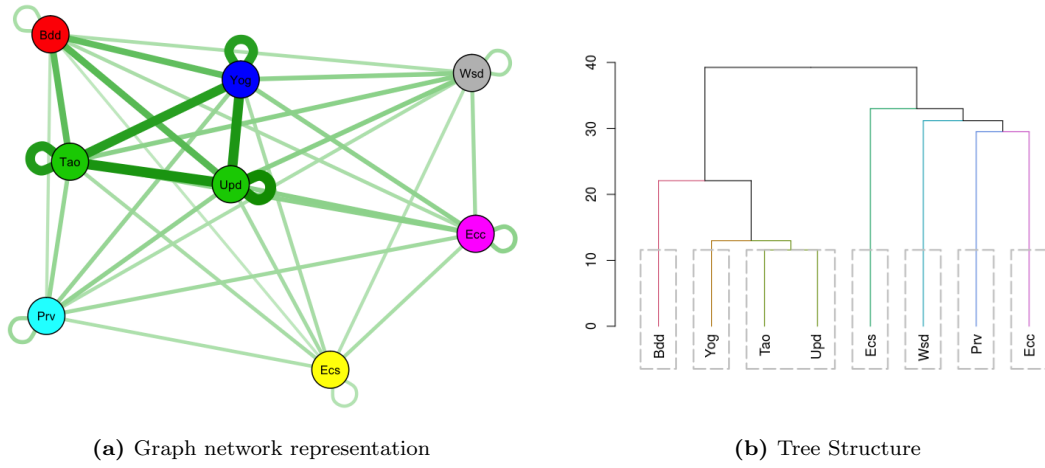 Bdd
Yog
Wsd
Tao
Upd
Ecc
Prv
Ecs
(a) Graph network representation
40
30
20
10
0
Bdd
Yog
Tao
Upd
Ecs
Wsd
Prv
Ecc
(b) Tree Structure